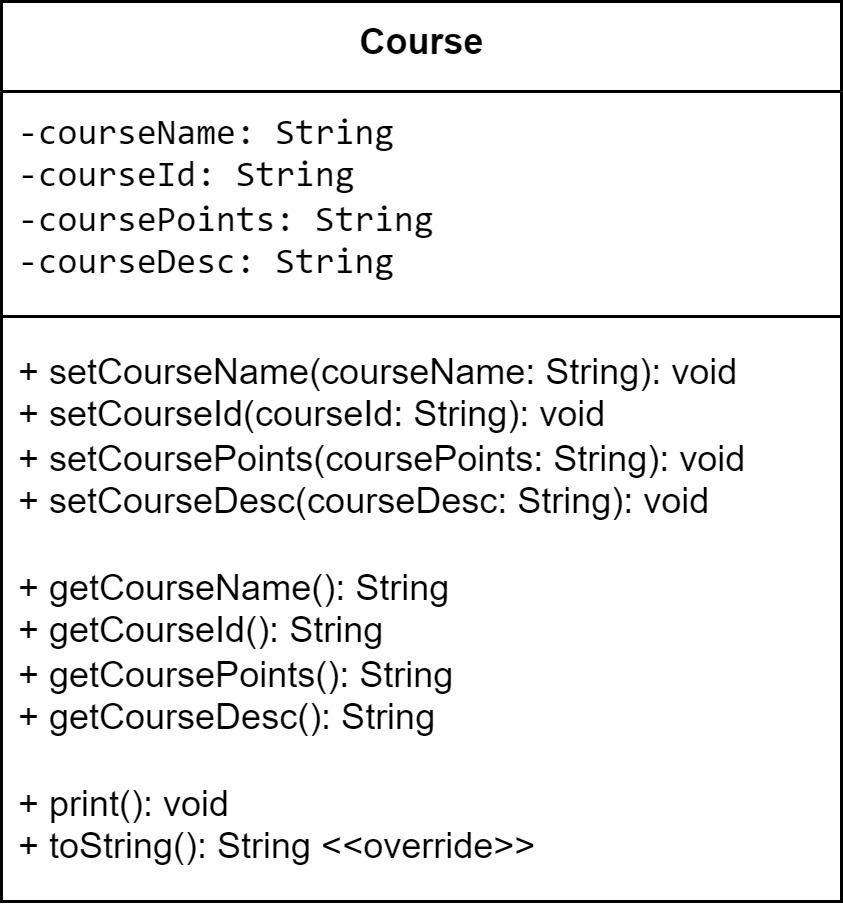 Course
-courseName: String
-courseId: String
-coursePoints: String
-courseDesc: String
+ setCourseName(courseName: String): void
+ setCourseId(courseId: String): void
+ setCoursePoints(coursePoints: String): void
+ setCourseDesc(courseDesc: String): void
+ getCourseName(): String
+ getCourseId(): String
+ getCoursePoints(): String
+ getCourseDesc(): String
+ print(): void
+ toString(): String <<override>>